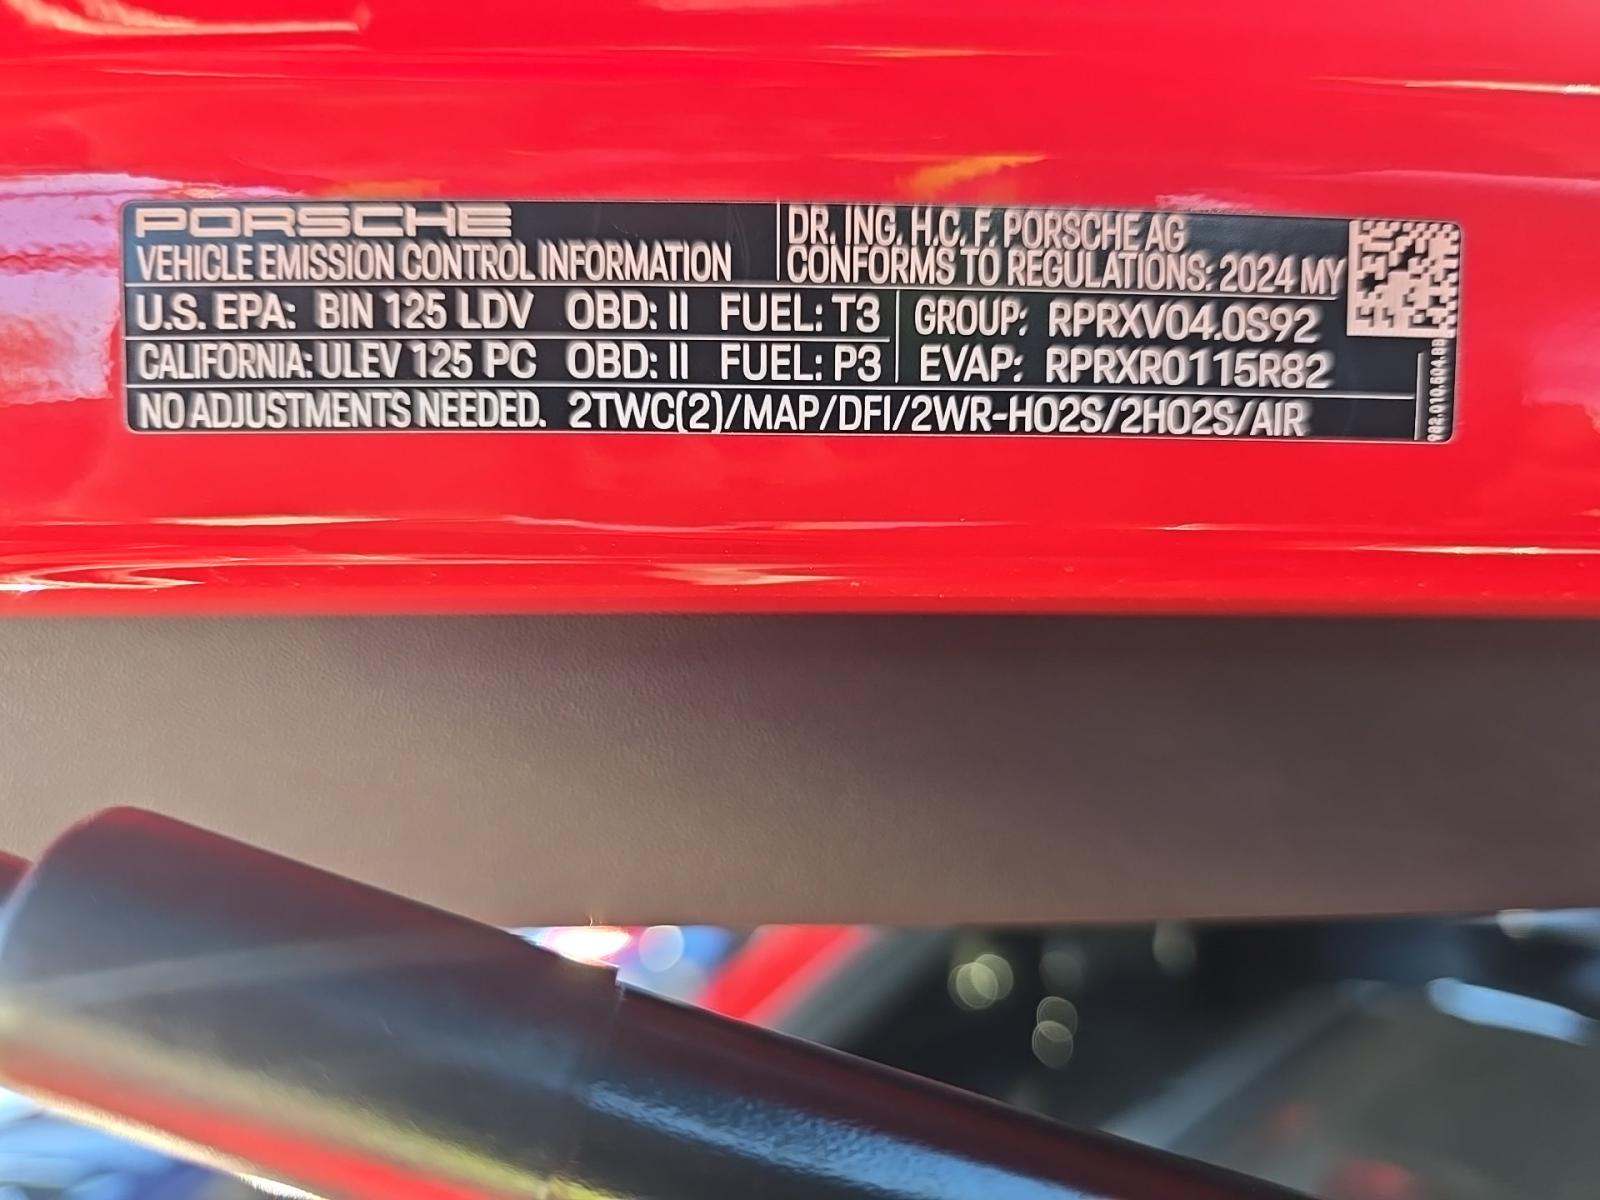 PORSCHE
VEHICLE EMISSION CONTROL INFORMATION
DR. ING. H.C. F. PORSCHE AG
CONFORMS TO REGULATIONS: 2024 MY
U.S. EPA: BIN 125 LDV OBD: II FUEL: T3
CALIFORNIA: ULEV 125 PC OBD: II FUEL: P3
GROUP: RPRXV04.0S92
EVAP: RPRXR0115R82
NO ADJUSTMENTS NEEDED. 2TWC(2)/MAP/DFI/2WR-HO2S/2HO2S/AIR